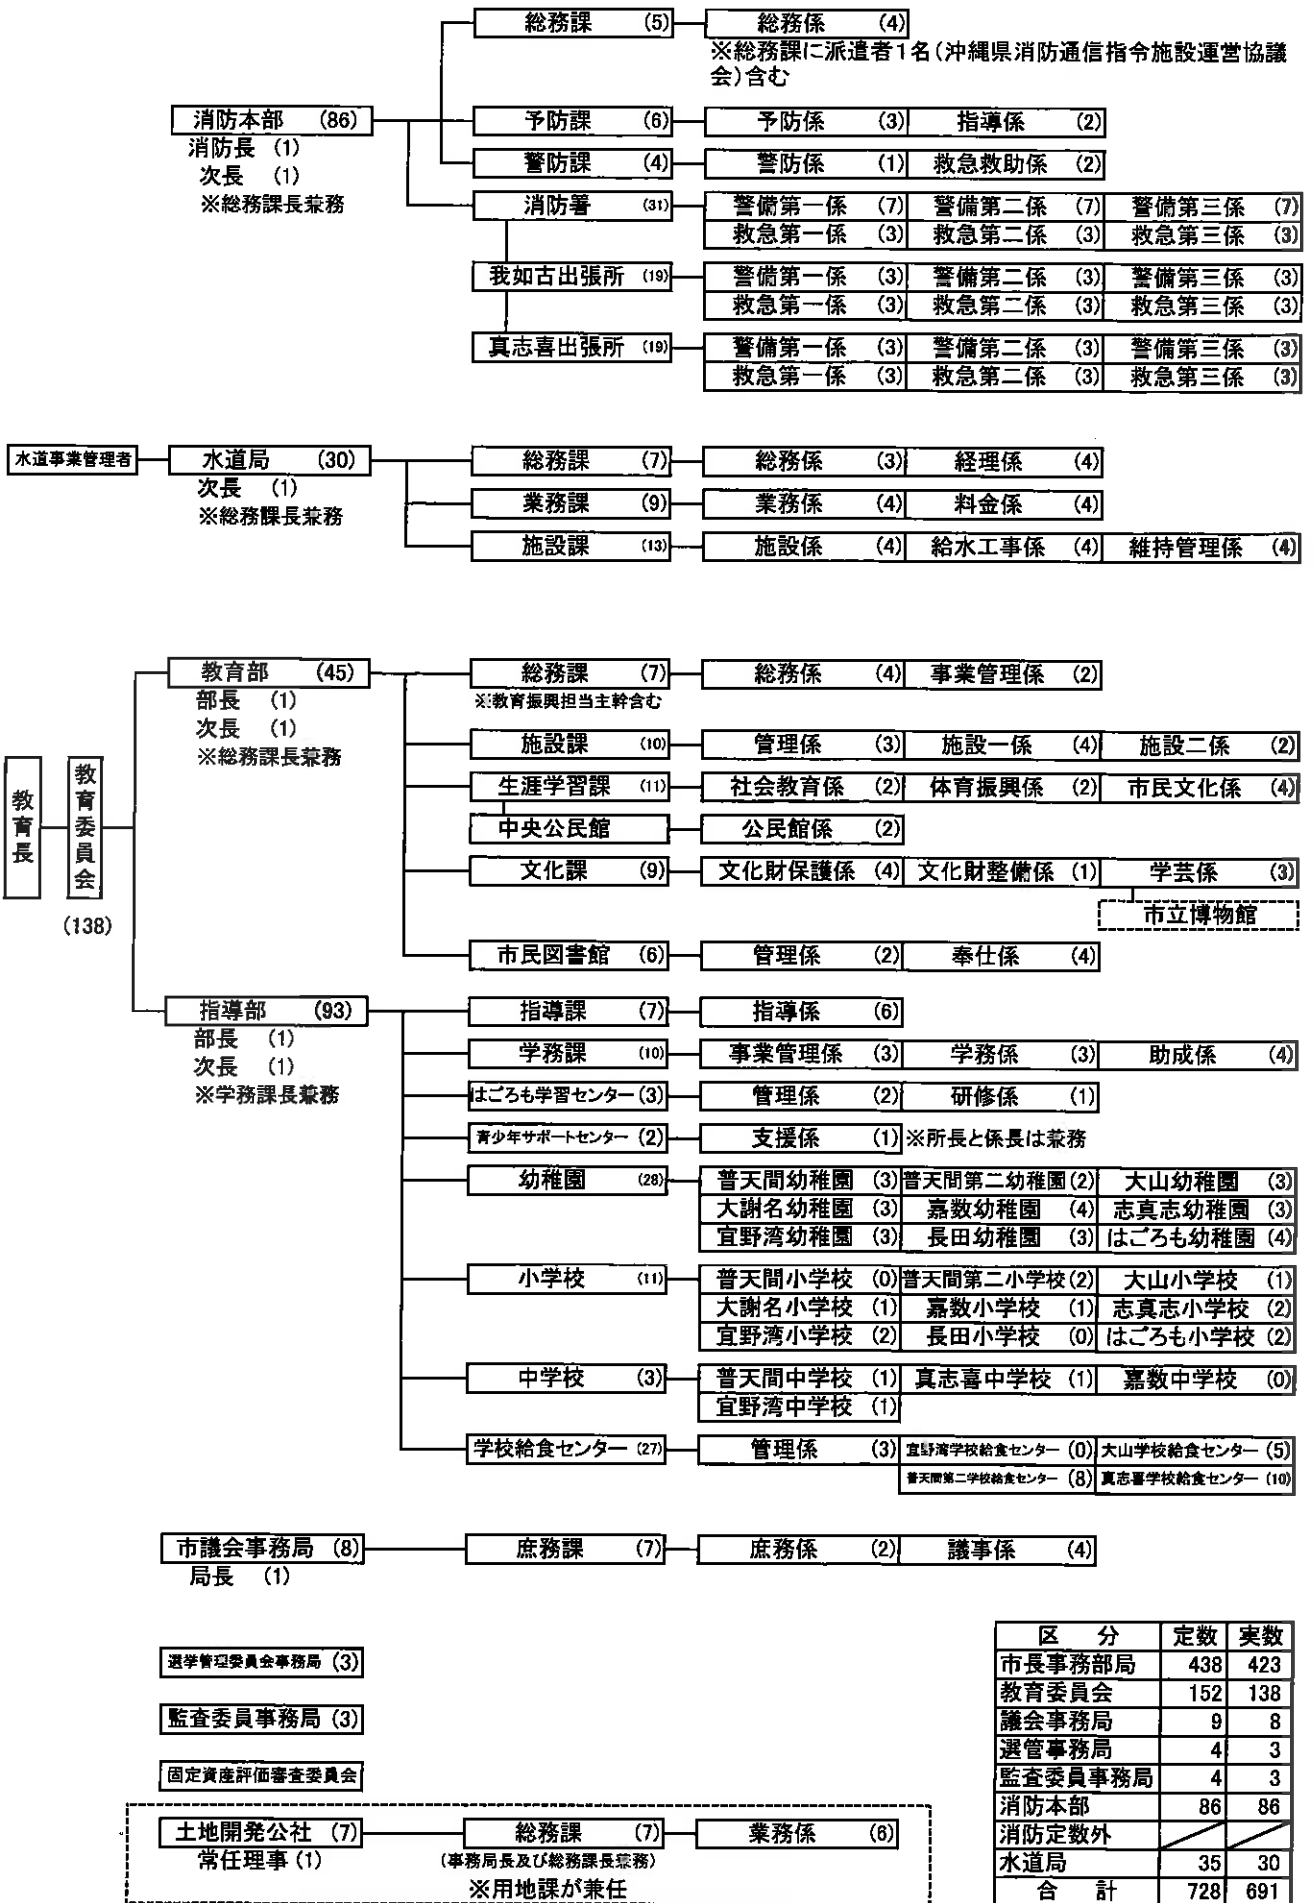 総務課 (5) 総務係 (4)
※総務課に派遣者1名(沖縄県消防通信指令施設運営協議
会)含む
消防本部 (86) 予防課 (6) 予防係 (3) 指導係 (2)
消防長 (1)
警防課 (4) 警防係 (1) 救急救助係 (2)
次長 (1)
※総務課長兼務
消防署 (31) 警備第一係 (7) 警備第二係 (7) 警備第三係 (7)
救急第一係 (3) 救急第二係 (3) 救急第三係 (3)
我如古出張所 (19) 警備第一係 (3) 警備第二係 (3) 警備第三係 (3)
救急第一係 (3) 救急第二係 (3) 救急第三係 (3)
真志喜出張所 (19) 警備第一係 (3) 警備第二係 (3) 警備第三係 (3)
救急第一係 (3) 救急第二係 (3) 救急第三係 (3)
水道事業管理者 水道局 (30) 総務課 (7) 総務係 (3) 経理係 (4)
次長 (1)
※総務課長兼務
業務課 (9) 業務係 (4) 料金係 (4)
施設課 (13) 施設係 (4) 給水工事係 (4) 維持管理係 (4)
教育長
教育委員会
(138)
教育部 (45) 総務課 (7) 総務係 (4) 事業管理係 (2)
部長 (1)
※教育振興担当主幹含む
次長 (1)
※総務課長兼務
施設課 (10) 管理係 (3) 施設一係 (4) 施設二係 (2)
生涯学習課 (11) 社会教育係 (2) 体育振興係 (2) 市民文化係 (4)
中央公民館 公民館係 (2)
文化課 (9) 文化財保護係 (4) 文化財整備係 (1) 学芸係 (3)
市立博物館
市民図書館 (6) 管理係 (2) 奉仕係 (4)
指導部 (93) 指導課 (7) 指導係 (6)
部長 (1)
次長 (1)
※学務課長兼務
学務課 (10) 事業管理係 (3) 学務係 (3) 助成係 (4)
はごろも学習センター (3) 管理係 (2) 研修係 (1)
青少年サポートセンター (2) 支援係 (1) ※所長と係長は兼務
幼稚園 (28) 普天間幼稚園 (3) 普天間第二幼稚園 (2) 大山幼稚園 (3)
大謝名幼稚園 (3) 嘉数幼稚園 (4) 志真志幼稚園 (3)
宜野湾幼稚園 (3) 長田幼稚園 (3) はごろも幼稚園 (4)
小学校 (11) 普天間小学校 (0) 普天間第二小学校 (2) 大山小学校 (1)
大謝名小学校 (1) 嘉数小学校 (1) 志真志小学校 (2)
宜野湾小学校 (2) 長田小学校 (0) はごろも小学校 (2)
中学校 (3) 普天間中学校 (1) 真志喜中学校 (1) 嘉数中学校 (0)
宜野湾中学校 (1)
学校給食センター (27) 管理係 (3) 宜野湾学校給食センター (0) 大山学校給食センター (5)
普天間第二学校給食センター (8) 真志喜学校給食センター (10)
市議会事務局 (8) 庶務課 (7) 庶務係 (2) 議事係 (4)
局長 (1)
選挙管理委員会事務局 (3)
監査委員事務局 (3)
固定資産評価審査委員会
土地開発公社 (7) 総務課 (7) 業務係 (6)
常任理事 (1) (事務局長及び総務課長兼務)
※用地課が兼任
区 分 定数 実数
市長事務部局 438 423
教育委員会 152 138
議会事務局 9 8
選管事務局 4 3
監査委員事務局 4 3
消防本部 86 86
消防定数外
水道局 35 30
合 計 728 691